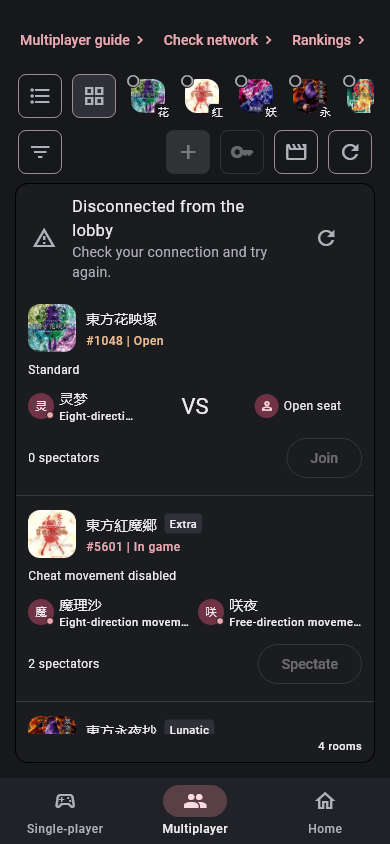 Multiplayer guide
Check network
Rankings
花
红
妖
永
Disconnected from the
lobby
Check your connection and try
again.
東方花映塚
#1048 | Open
Standard
灵
灵梦
Eight-directi…
VS
Open seat
0 spectators
Join
東方紅魔郷
Extra
#5601 | In game
Cheat movement disabled
魔
魔理沙
Eight-direction movem…
咲
咲夜
Free-direction moveme…
2 spectators
Spectate
東方永夜抄
Lunatic
4 rooms
Single-player
Multiplayer
Home